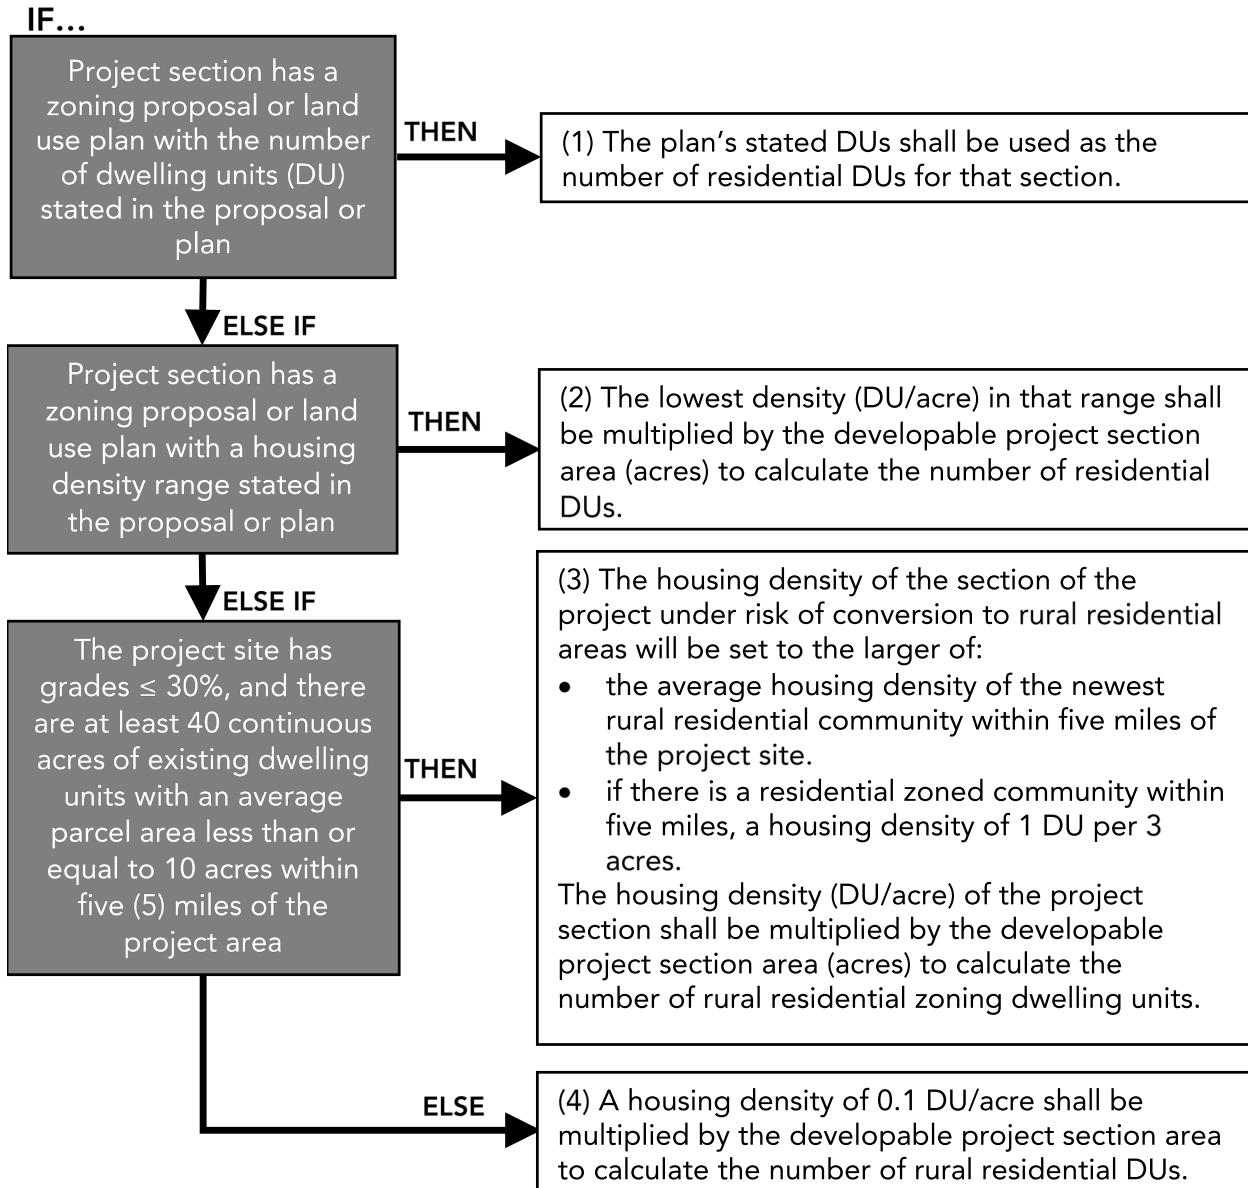 IF...
Project section has a
zoning proposal or land
use plan with the number
of dwelling units (DU)
stated in the proposal or
plan
THEN
(1) The plan's stated DUs shall be used as the
number of residential DUs for that section.
ELSE IF
Project section has a
zoning proposal or land
use plan with a housing
density range stated in
the proposal or plan
THEN
(2) The lowest density (DU/acre) in that range shall
be multiplied by the developable project section
area (acres) to calculate the number of residential
DUs.
ELSE IF
The project site has
grades ≤ 30%, and there
are at least 40 continuous
acres of existing dwelling
units with an average
parcel area less than or
equal to 10 acres within
five (5) miles of the
project area
THEN
(3) The housing density of the section of the
project under risk of conversion to rural residential
areas will be set to the larger of:
• the average housing density of the newest
rural residential community within five miles of
the project site.
• if there is a residential zoned community within
five miles, a housing density of 1 DU per 3
acres.
The housing density (DU/acre) of the project
section shall be multiplied by the developable
project section area (acres) to calculate the
number of rural residential zoning dwelling units.
ELSE
(4) A housing density of 0.1 DU/acre shall be
multiplied by the developable project section area
to calculate the number of rural residential DUs.